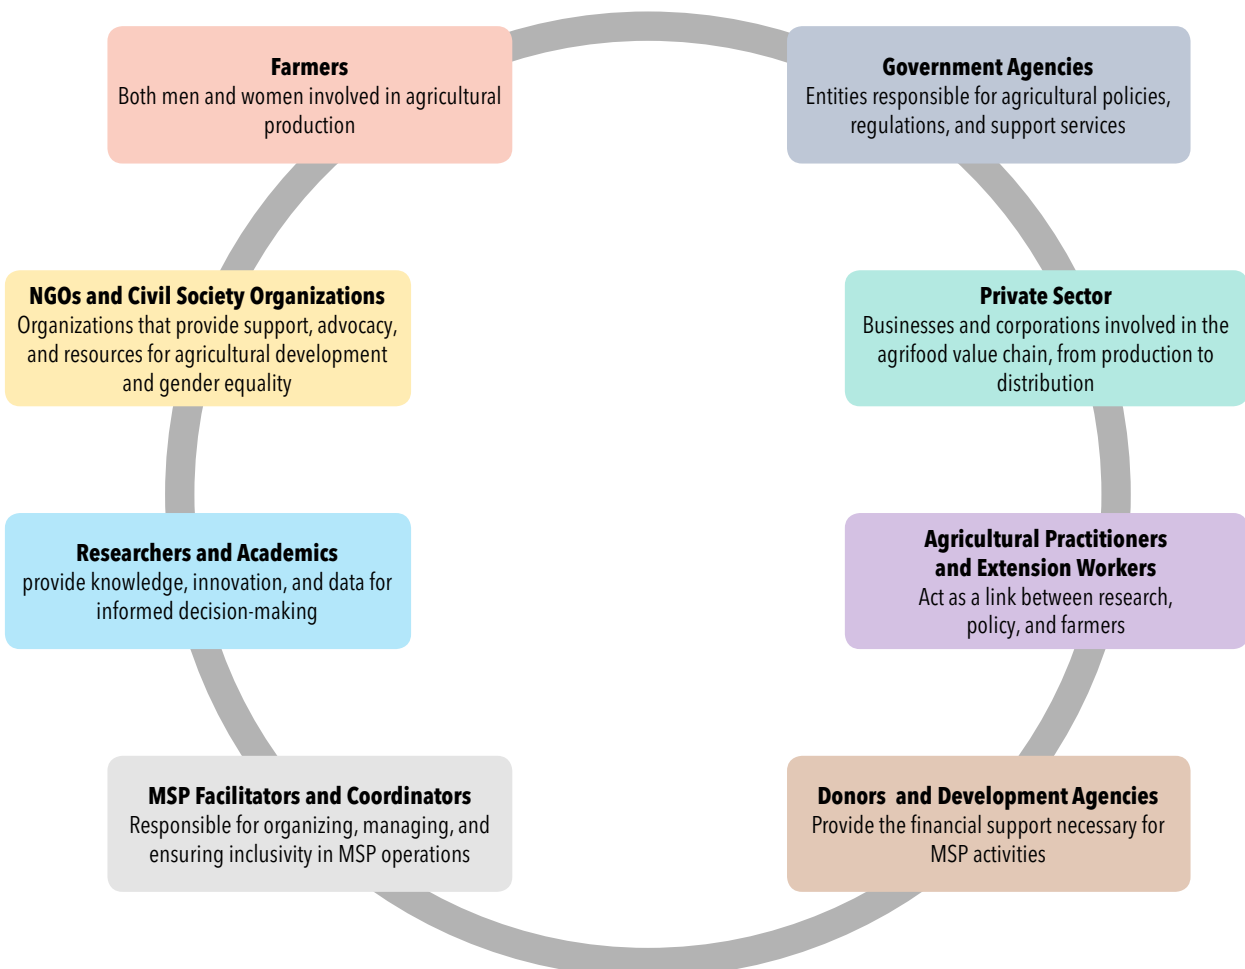 Farmers
Both men and women involved in agricultural
production
Government Agencies
Entities responsible for agricultural policies,
regulations, and support services
NGOs and Civil Society Organizations
Organizations that provide support, advocacy,
and resources for agricultural development
and gender equality
Private Sector
Businesses and corporations involved in the
agrifood value chain, from production to
distribution
Researchers and Academics
provide knowledge, innovation, and data for
informed decision-making
Agricultural Practitioners
and Extension Workers
Act as a link between research,
policy, and farmers
MSP Facilitators and Coordinators
Responsible for organizing, managing, and
ensuring inclusivity in MSP operations
Donors and Development Agencies
Provide the financial support necessary for
MSP activities